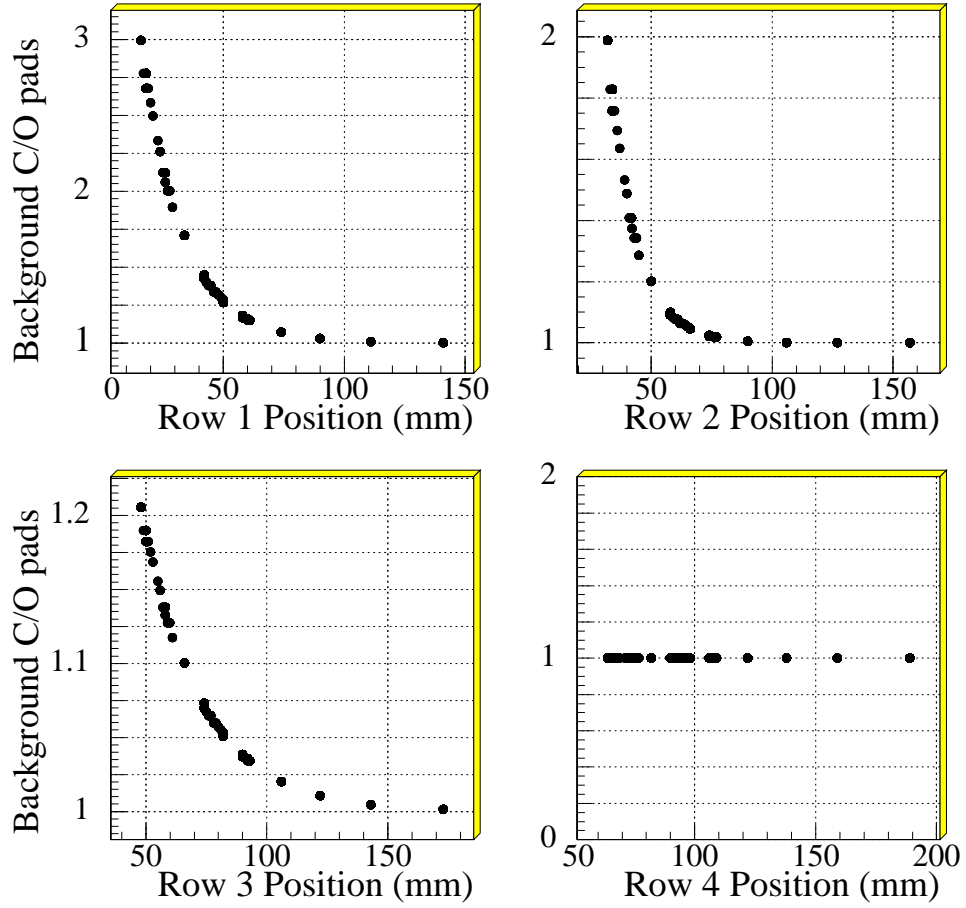 Background C/O pads
3
2
1
0 50 100 150
Row 1 Position (mm)
2
1
50 100 150
Row 2 Position (mm)
Background C/O pads
1.2
1.11
1
50 100 150
Row 3 Position (mm)
2
1
0
50 100 150 200
Row 4 Position (mm)